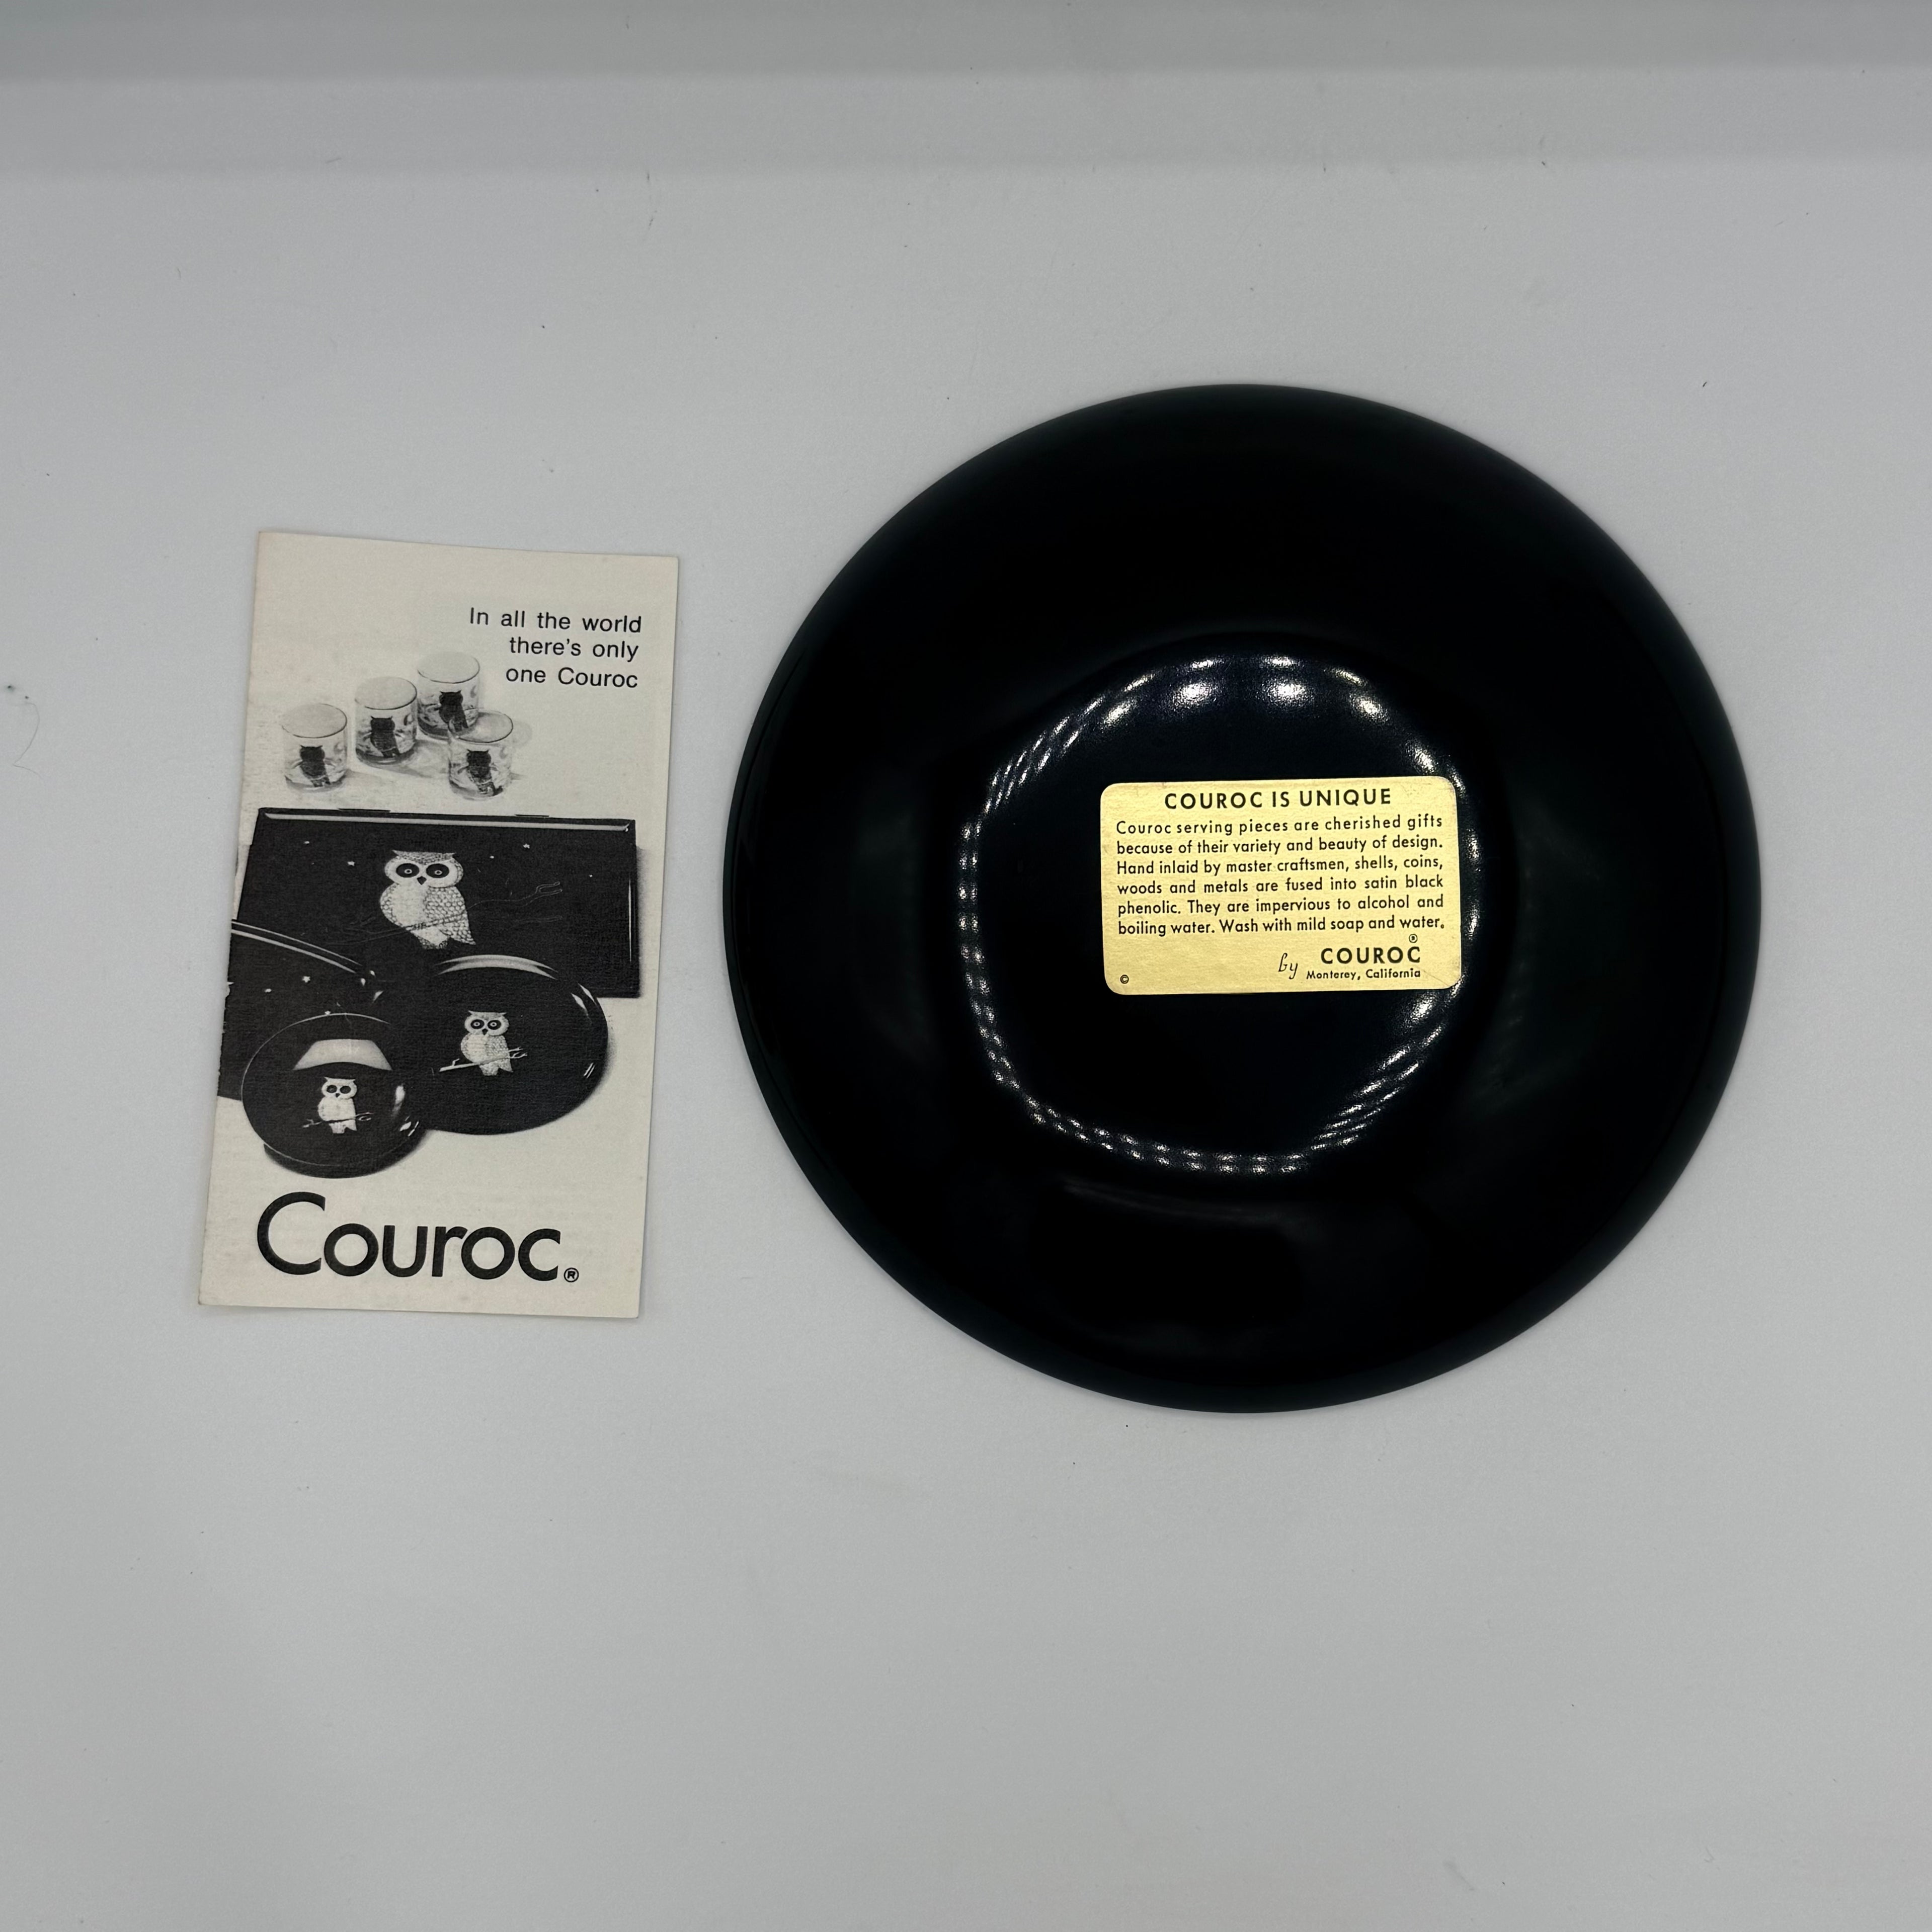 In all the world
there's only
one Couroc
Couroc®
COUROC IS UNIQUE
Couroc serving pieces are cherished gifts
because of their variety and beauty of design.
Hand inlaid by master craftsmen, shells, coins,
woods and metals are fused into satin black
phenolic. They are impervious to alcohol and
boiling water. Wash with mild soap and water.
by COUROC®
Monterey, California
©